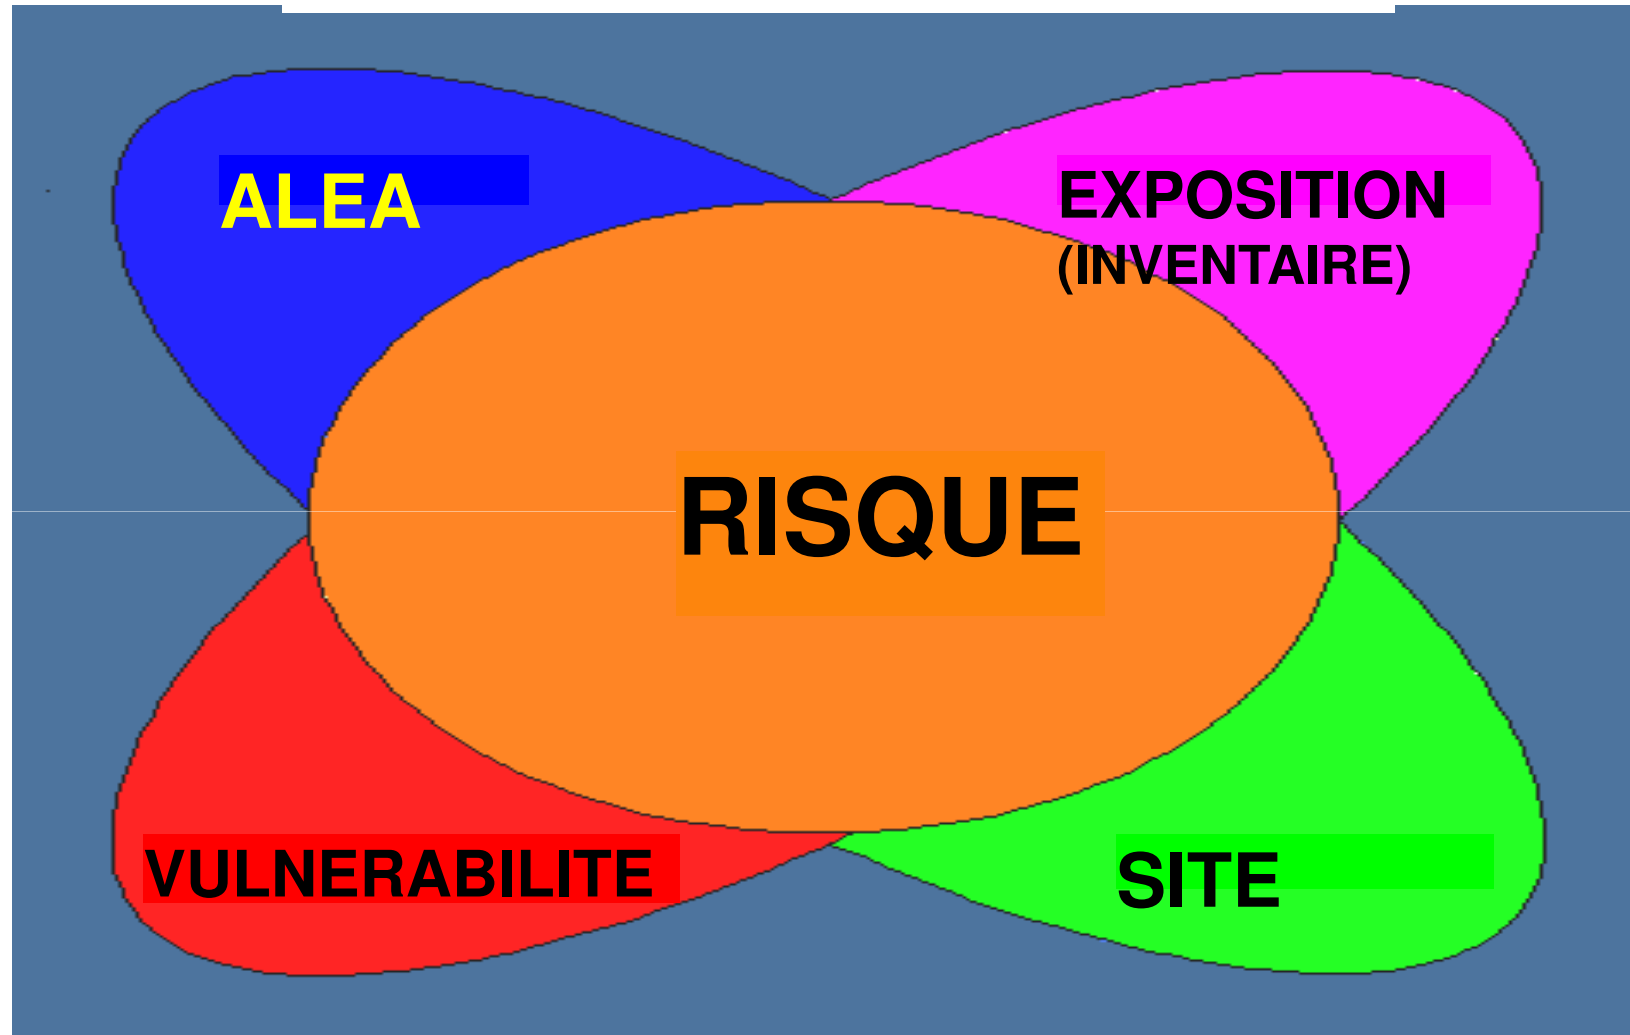 ALEA
EXPOSITION
(INVENTAIRE)
RISQUE
VULNERABILITE
SITE